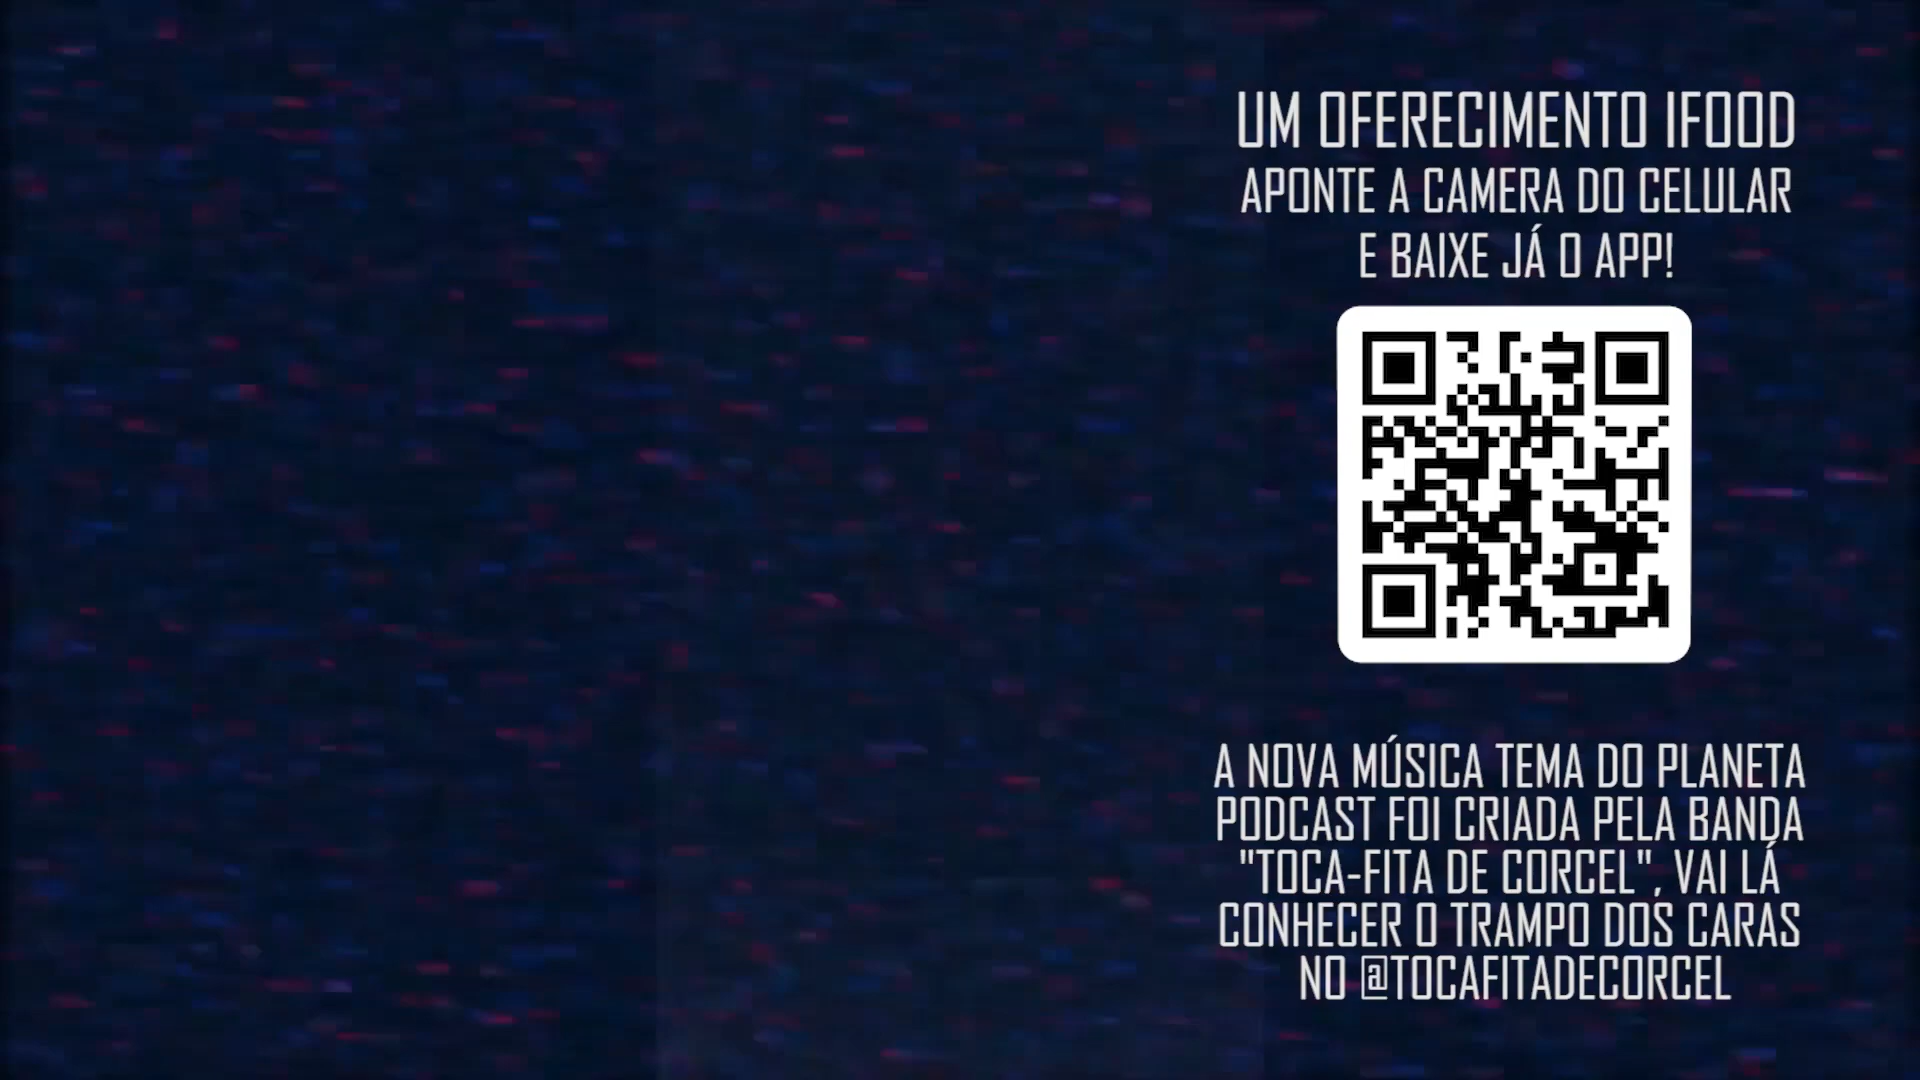 UM OFERECIMENTO IFOOD
APONTE A CAMERA DO CELULAR
E BAIXE JÁ O APP!
A NOVA MÚSICA TEMA DO PLANETA
PODCAST FOI CRIADA PELA BANDA
"TOCA-FITA DE CORCEL", VAI LÁ
CONHECER O TRAMPO DOS CARAS
NO @TOCAFITADECORCEL